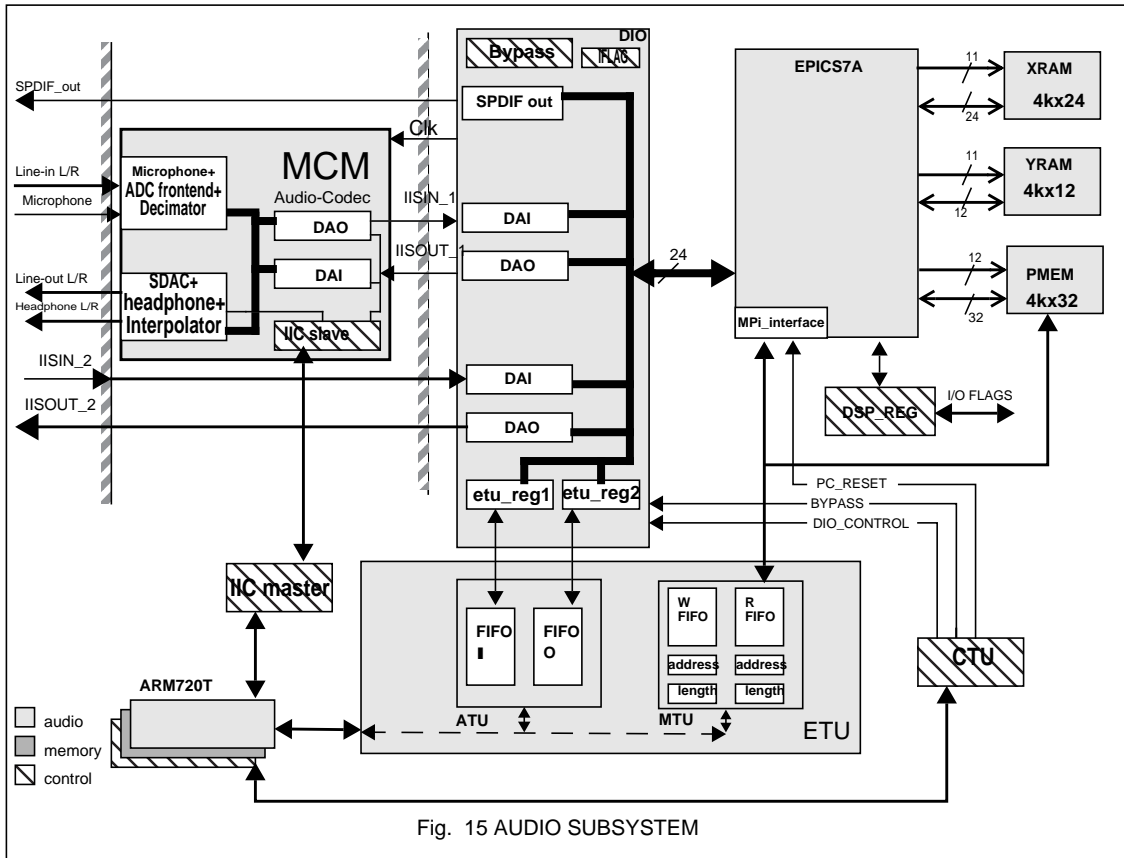 DIO
Bypass
IFLAG
SPDIF_out
SPDIF out
Clk
EPICS7A
11
24
XRAM
4kx24
11
12
YRAM
4kx12
12
32
PMEM
4kx32
MCM
Audio-Codec
Line-in L/R
Microphone
Microphone+
ADC frontend+
Decimator
DAO
DAI
IISIN_1
IISOUT_1
DAI
DAO
24
Line-out L/R
Headphone L/R
SDAC+
headphone+
Interpolator
IIC slave
MPi_interface
IISIN_2
IISOUT_2
DAI
DAO
DSP_REG
I/O FLAGS
etu_reg1
etu_reg2
PC_RESET
BYPASS
DIO_CONTROL
IIC master
FIFO
I
FIFO
O
ATU
W
FIFO
R
FIFO
address
address
length
length
MTU
ETU
CTU
ARM720T
audio
memory
control
Fig. 15 AUDIO SUBSYSTEM